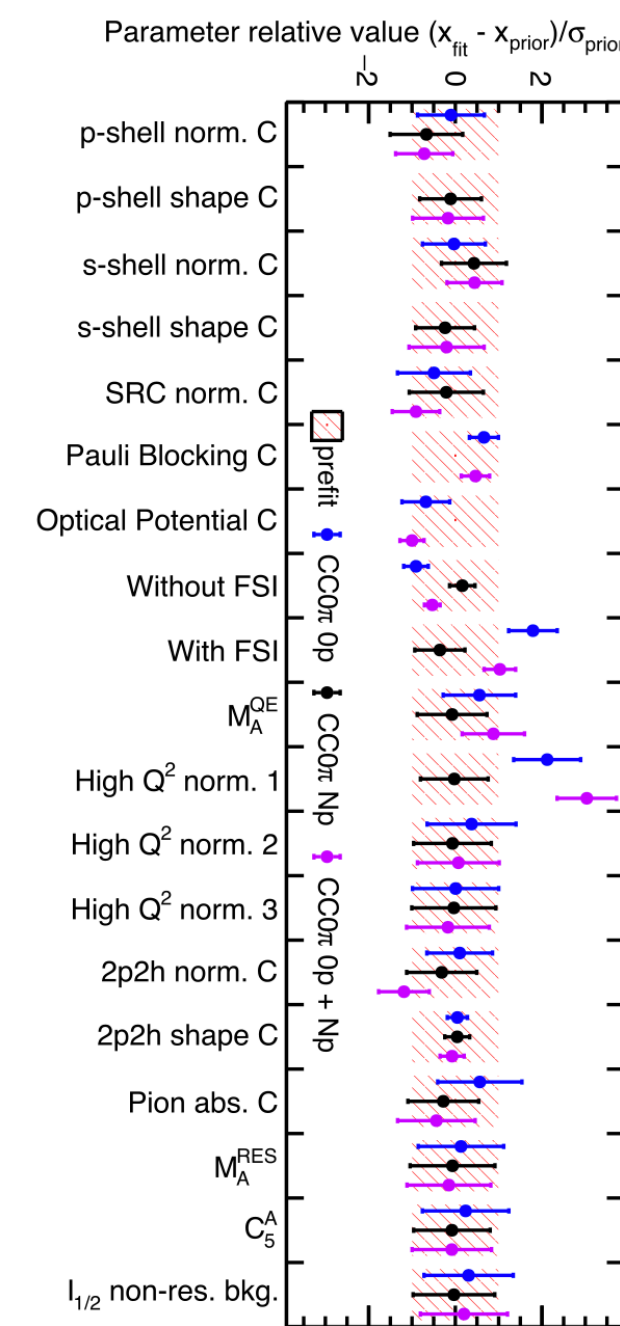 Parameter relative value (x_fit - x_prior)/σ_prior
−2 0 2
p-shell norm. C
p-shell shape C
s-shell norm. C
s-shell shape C
SRC norm. C
Pauli Blocking C
Optical Potential C
Without FSI
With FSI
M_A^QE
High Q² norm. 1
High Q² norm. 2
High Q² norm. 3
2p2h norm. C
2p2h shape C
Pion abs. C
M_A^RES
C_5^A
I_1/2 non-res. bkg.
prefit CC0π 0p CC0π Np CC0π 0p + Np